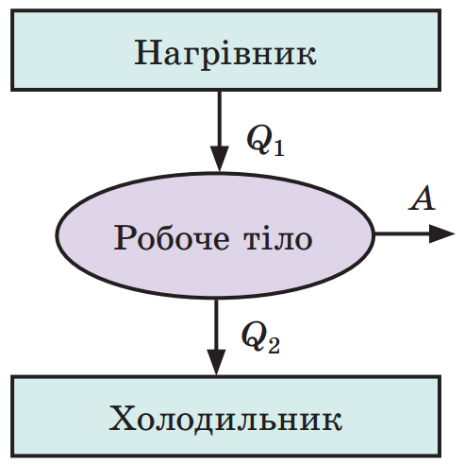 Нагрівник
Q₁
A
Робоче тіло
Q₂
Холодильник